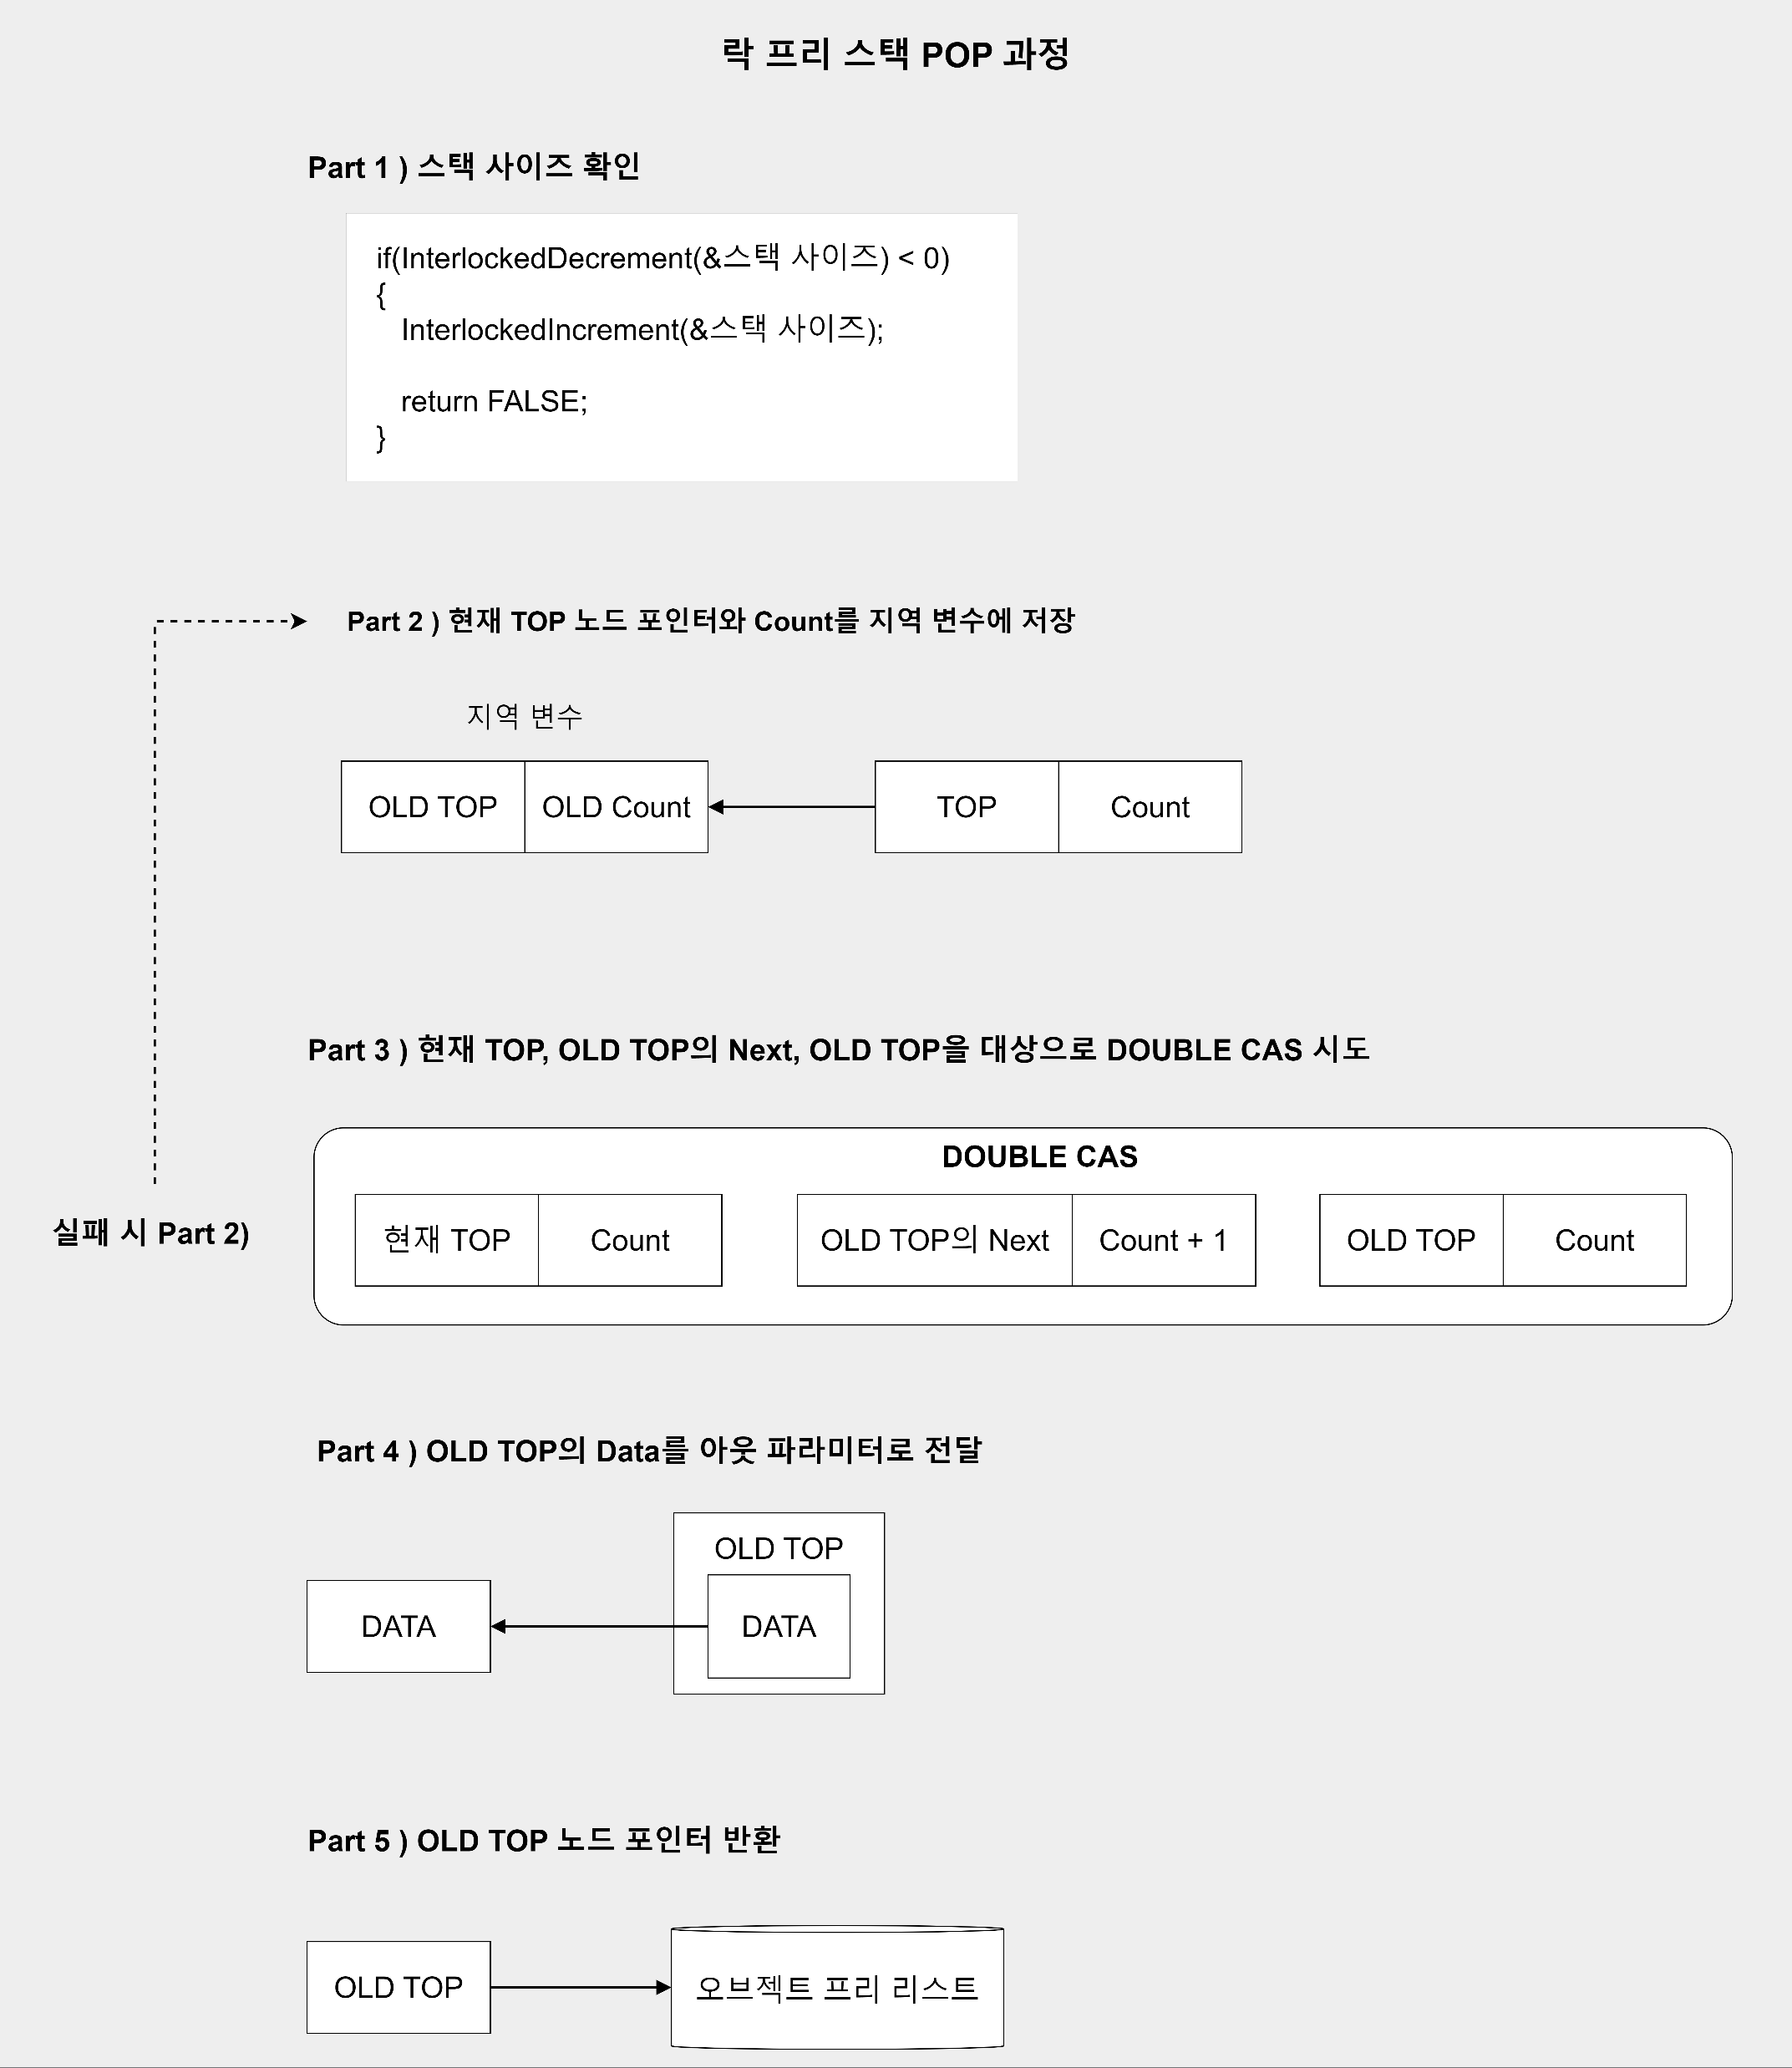 락 프리 스택 POP 과정
Part 1 ) 스택 사이즈 확인
if(InterlockedDecrement(&스택 사이즈) < 0)
{
InterlockedIncrement(&스택 사이즈);
return FALSE;
}
Part 2 ) 현재 TOP 노드 포인터와 Count를 지역 변수에 저장
지역 변수
OLD TOP OLD Count TOP Count
Part 3 ) 현재 TOP, OLD TOP의 Next, OLD TOP을 대상으로 DOUBLE CAS 시도
DOUBLE CAS
실패 시 Part 2)
현재 TOP Count OLD TOP의 Next Count + 1 OLD TOP Count
Part 4 ) OLD TOP의 Data를 아웃 파라미터로 전달
OLD TOP
DATA DATA
Part 5 ) OLD TOP 노드 포인터 반환
OLD TOP 오브젝트 프리 리스트